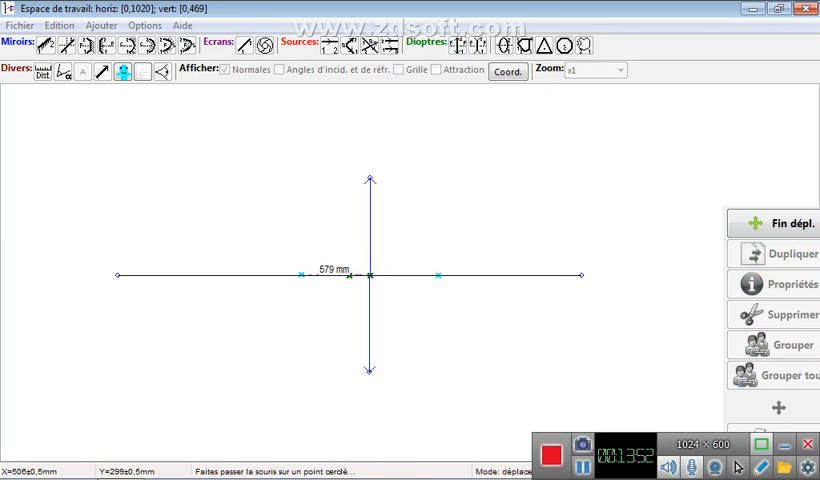 Espace de travail: horiz: [0,1020]; vert: [0,469]
www.zdsoft.com
Fichier Edition Ajouter Options Aide
Miroirs: Ecrans: Sources: Dioptres:
Divers: Dist. α A Afficher: Normales Angles d'incid. et de réfr. Grille Attraction Coord. Zoom: x1
579 mm
Fin dépl.
Dupliquer
Propriétés
Supprimer
Grouper
Grouper tou
1024 × 600
00:13:52
X=506±0,5mm Y=299±0,5mm Faites passer la souris sur un point cerclé... Mode: déplace